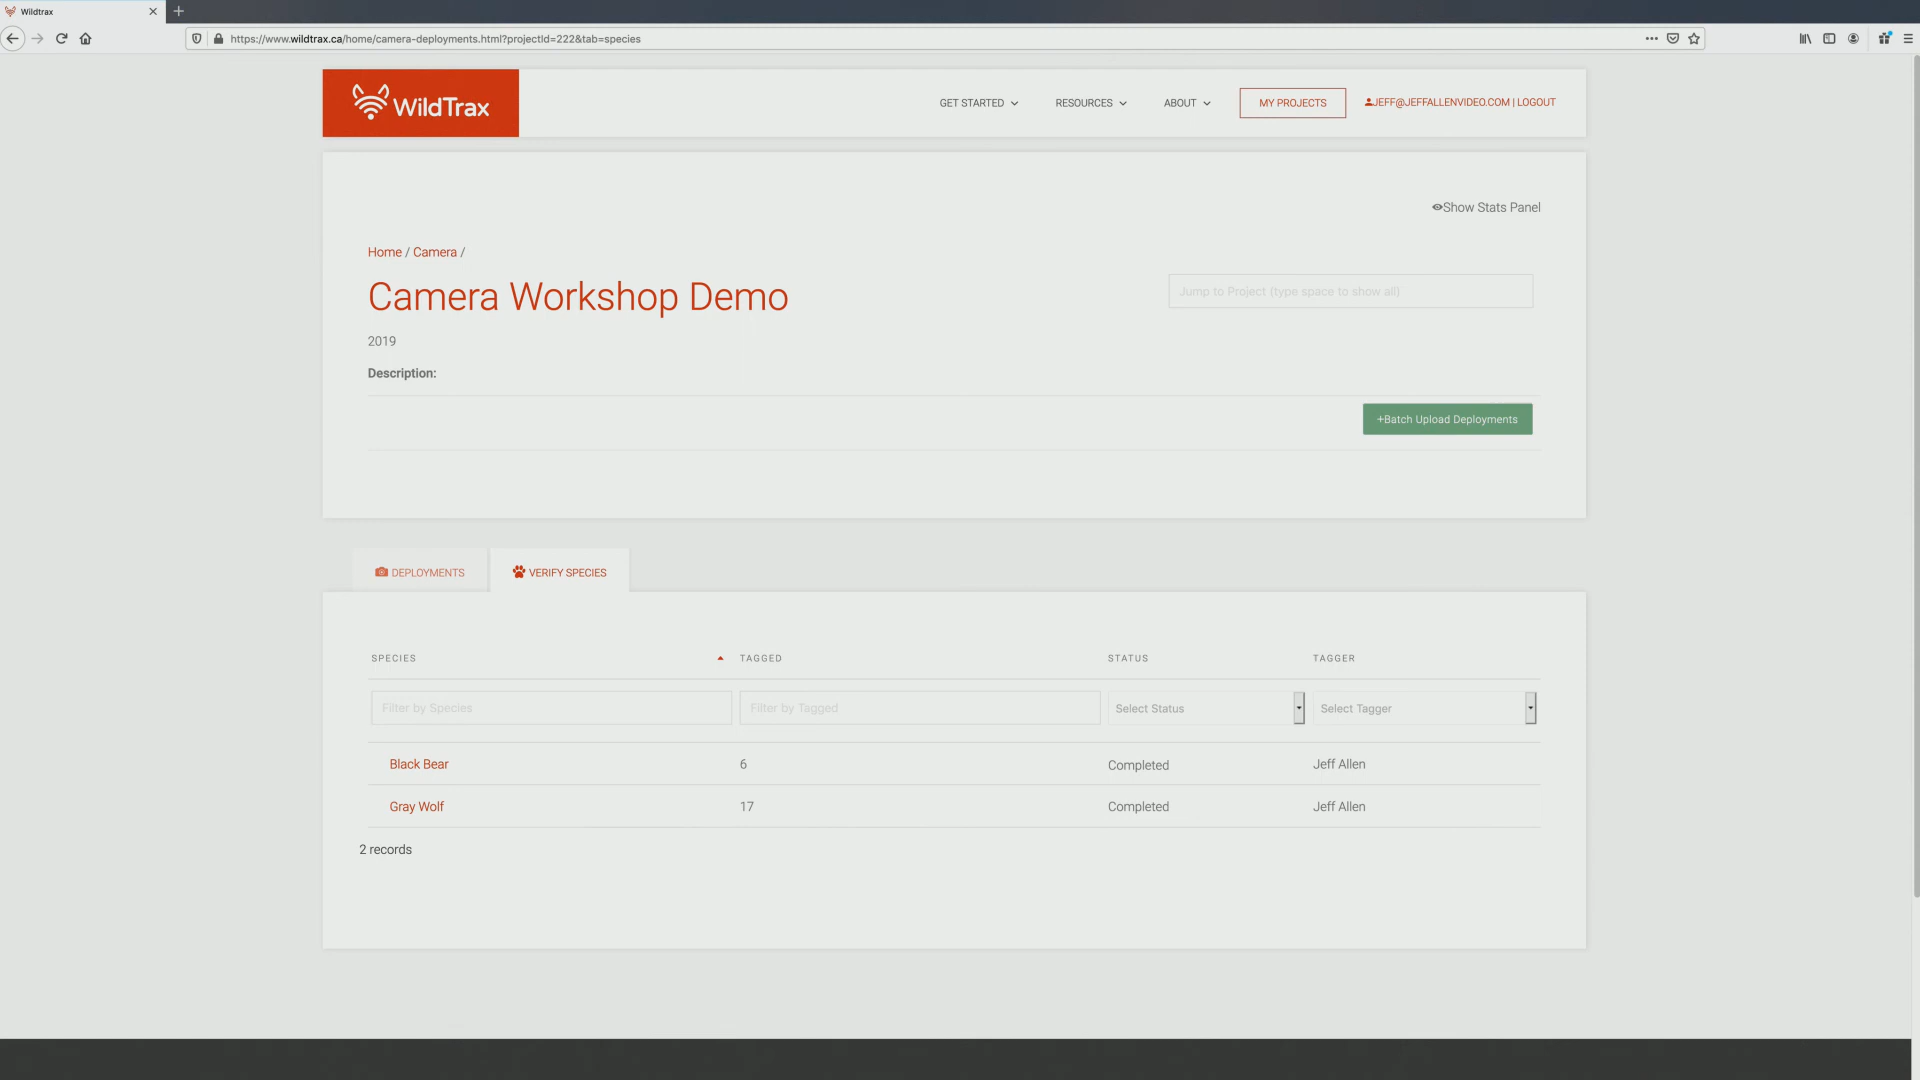 Wildtrax
https://www.wildtrax.ca/home/camera-deployments.html?projectId=222&tab=species
WildTrax
GET STARTED
RESOURCES
ABOUT
MY PROJECTS
JEFF@JEFFALLENVIDEO.COM | LOGOUT
Show Stats Panel
Home / Camera /
Camera Workshop Demo
Jump to Project (type space to show all)
2019
Description:
+Batch Upload Deployments
DEPLOYMENTS
VERIFY SPECIES
SPECIES TAGGED STATUS TAGGER
Filter by Species Filter by Tagged Select Status Select Tagger
Black Bear 6 Completed Jeff Allen
Gray Wolf 17 Completed Jeff Allen
2 records